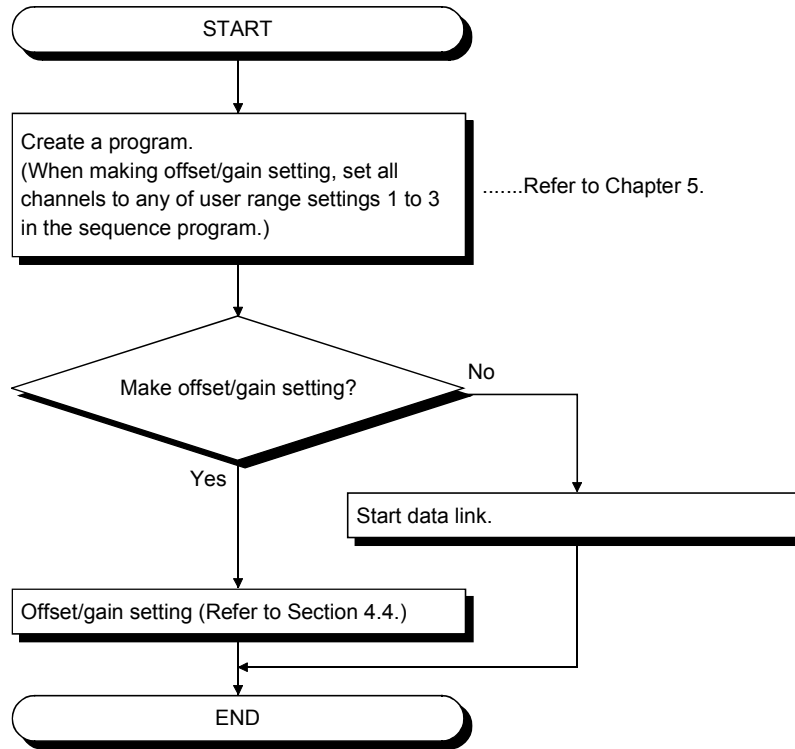 START
Create a program.
(When making offset/gain setting, set all
channels to any of user range settings 1 to 3
in the sequence program.)
.......Refer to Chapter 5.
Make offset/gain setting?
No
Yes
Start data link.
Offset/gain setting (Refer to Section 4.4.)
END